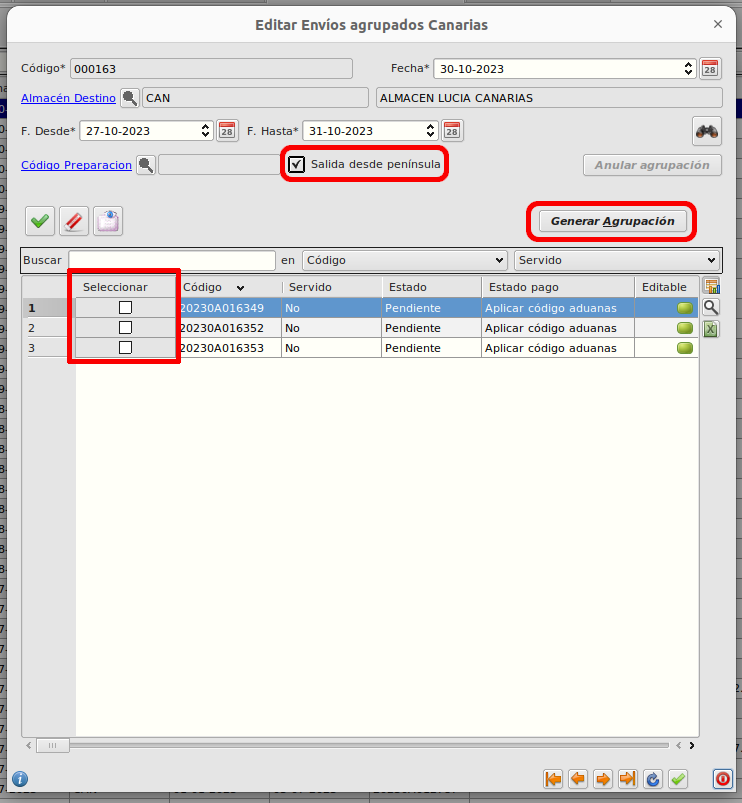 Editar Envíos agrupados Canarias
Código* 000163 Fecha* 30-10-2023 28
Almacén Destino CAN ALMACEN LUCIA CANARIAS
F. Desde* 27-10-2023 28 F. Hasta* 31-10-2023 28
Código Preparacion Salida desde península Anular agrupación
Generar Agrupación
Buscar en Código Servido
Seleccionar Código Servido Estado Estado pago Editable
1 20230A016349 No Pendiente Aplicar código aduanas
2 20230A016352 No Pendiente Aplicar código aduanas
3 20230A016353 No Pendiente Aplicar código aduanas